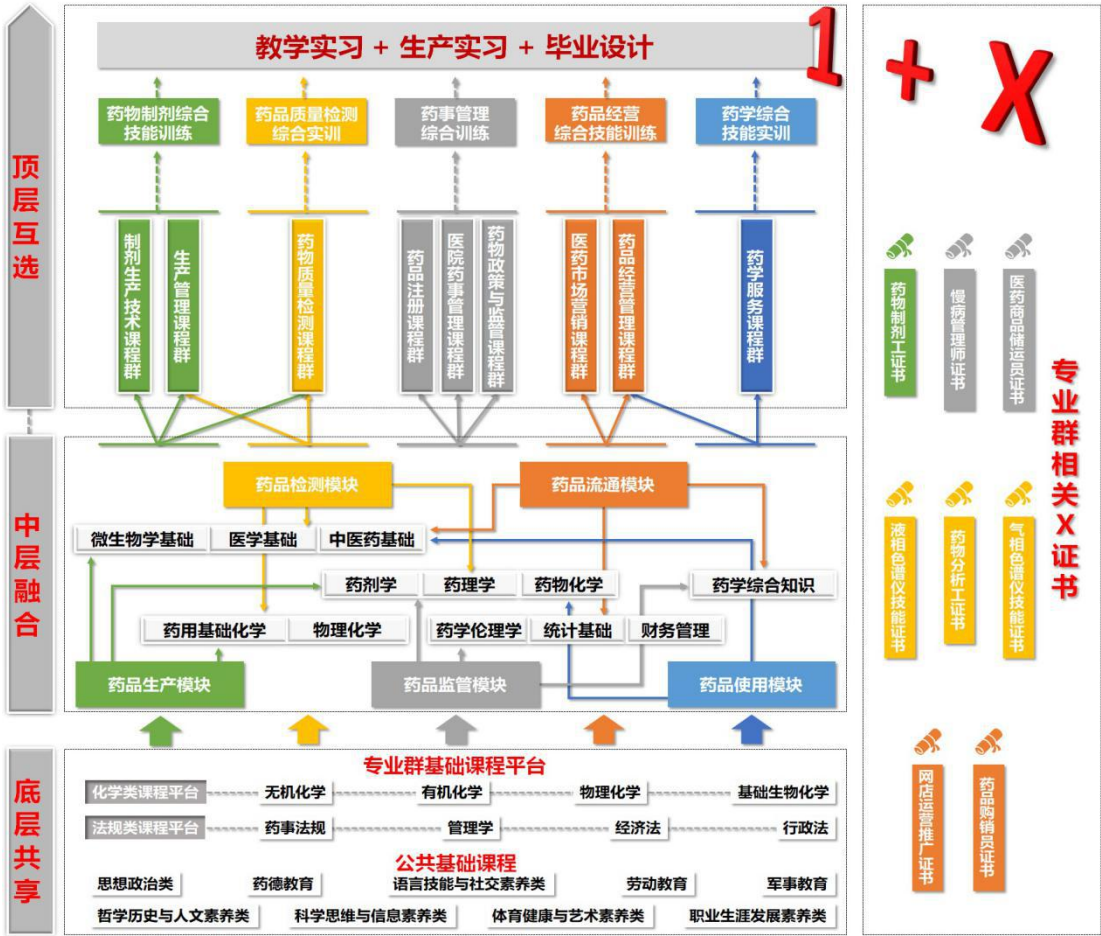 教学实习 + 生产实习 + 毕业设计
1 + X
顶层互选
药物制剂综合
技能训练
药品质量检测
综合实训
药事管理
综合训练
药品经营
综合技能训练
药学综合
技能实训
制剂生产技术课程群
生产管理课程群
药物质量检测课程群
药品注册课程群
医院药事管理课程群
药物政策与监管课程群
医药市场营销课程群
药品经营管理课程群
药学服务课程群
中层融合
药品检测模块
药品流通模块
微生物学基础
医学基础
中医药基础
药剂学
药理学
药物化学
药学综合知识
药用基础化学
物理化学
药学伦理学
统计基础
财务管理
药品生产模块
药品监管模块
药品使用模块
底层共享
专业群基础课程平台
化学类课程平台
无机化学
有机化学
物理化学
基础生物化学
法规类课程平台
药事法规
管理学
经济法
行政法
公共基础课程
思想政治类
药德教育
语言技能与社交素养类
劳动教育
军事教育
哲学历史与人文素养类
科学思维与信息素养类
体育健康与艺术素养类
职业生涯发展素养类
药物制剂工证书
慢病管理师证书
医药商品储运员证书
液相色谱仪技能证书
药物分析工证书
气相色谱仪技能证书
网店运营推广证书
药品购销员证书
专业群相关X证书